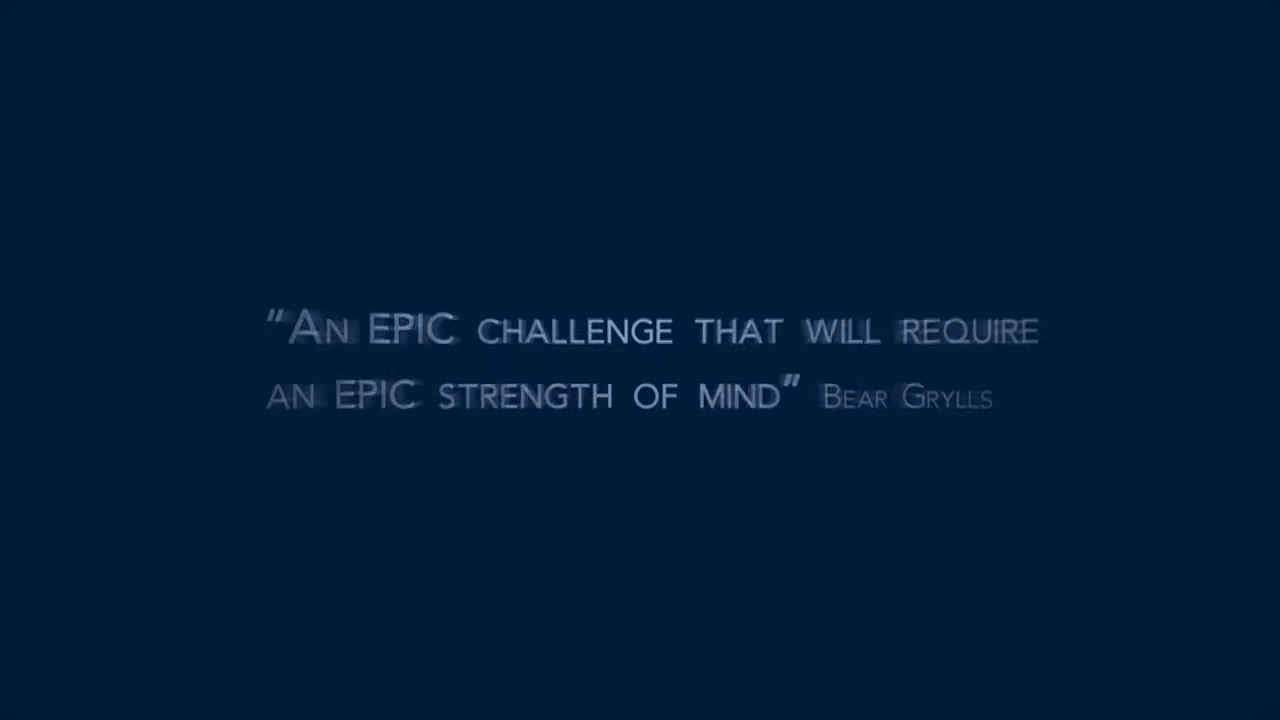 “An EPIC CHALLENGE THAT WILL REQUIRE
AN EPIC STRENGTH OF MIND” BEAR GRYLLS